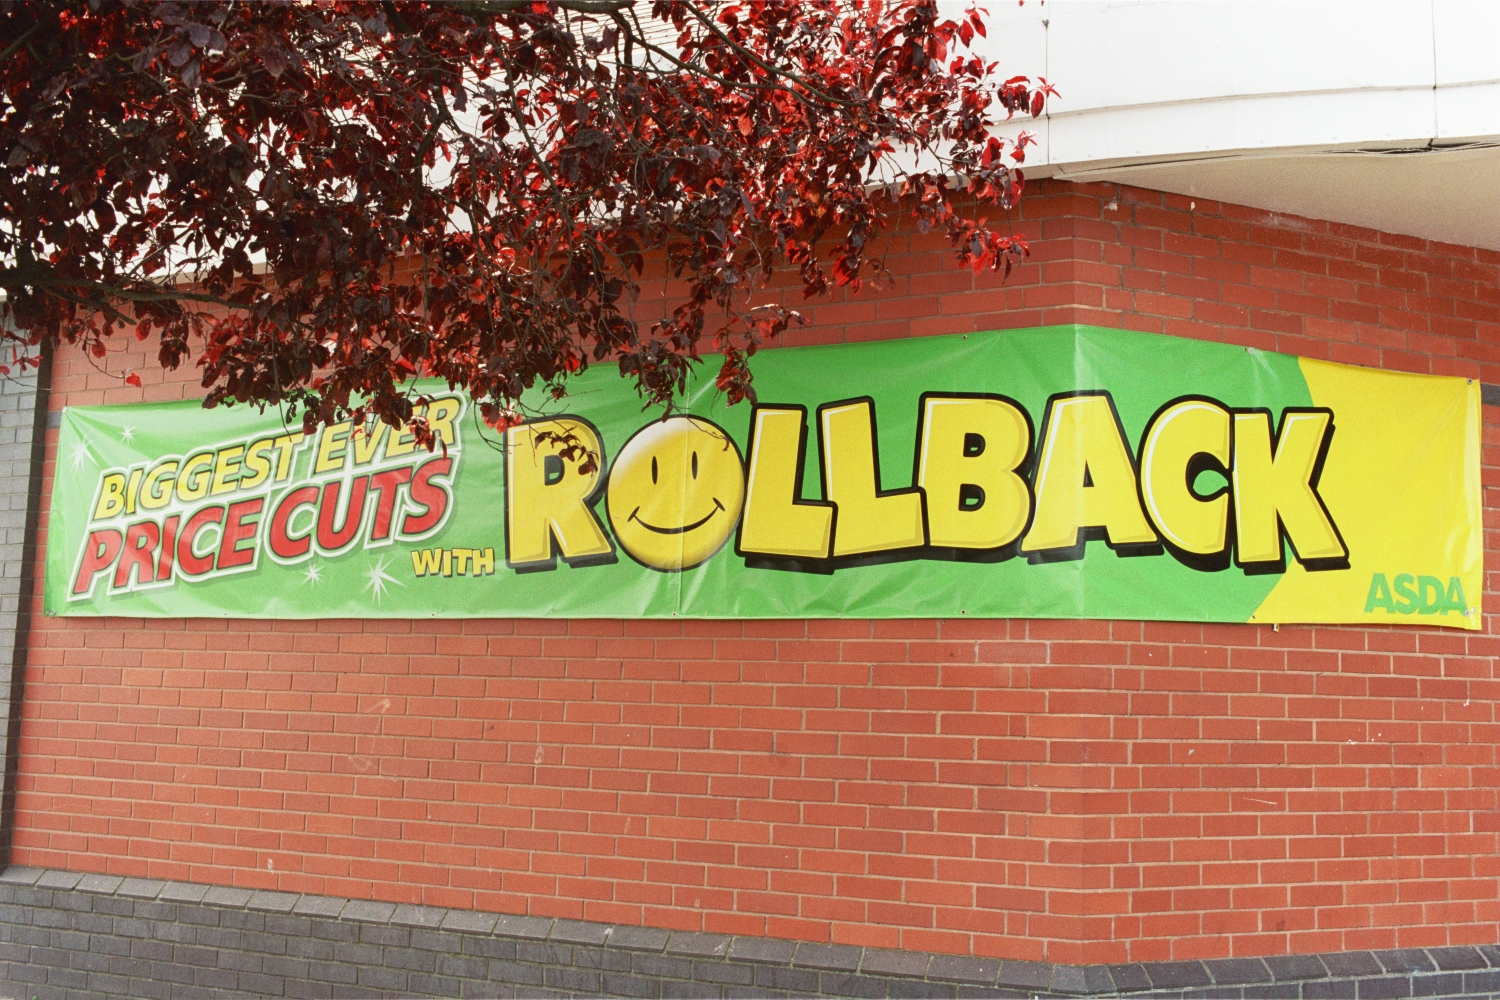 BIGGEST EVER
PRICE CUTS
WITH ROLLBACK
ASDA